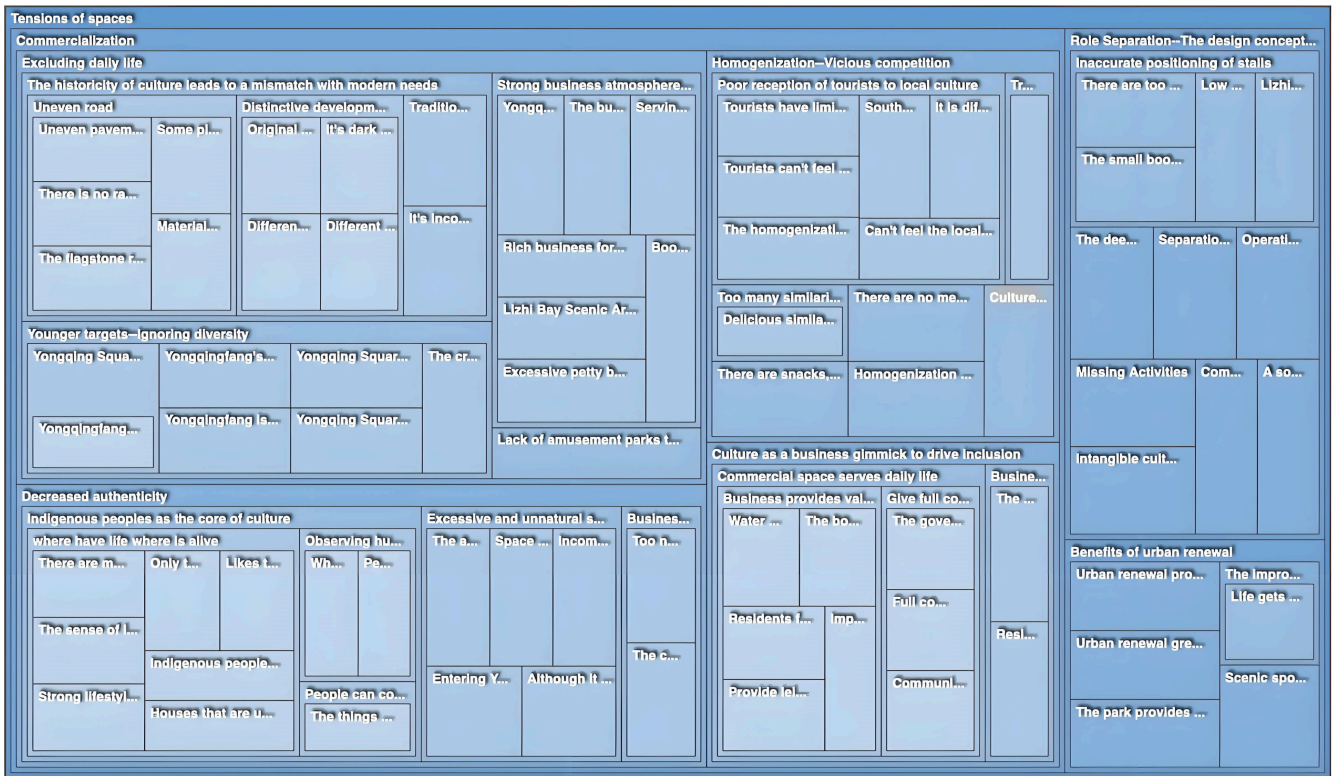 Tensions of spaces
Commercialization
Excluding daily life
The historicity of culture leads to a mismatch with modern needs
Uneven road
Uneven pavem...
Some pl...
There is no ra...
Material...
The flagstone r...
Distinctive developm...
Original ...
It's dark ...
Differen...
Different ...
Traditio...
It's inco...
Younger targets—ignoring diversity
Yongqing Squa...
Yongqingfang...
Yongqingfang's...
Yongqing Squar...
The cr...
Yongqingfang is...
Yongqing Squar...
Strong business atmosphere...
Yongq...
The bu...
Servin...
Rich business for...
Boo...
Lizhi Bay Scenic Ar...
Excessive petty b...
Lack of amusement parks t...
Decreased authenticity
Indigenous peoples as the core of culture
where have life where is alive
There are m...
Only t...
Likes t...
The sense of l...
Indigenous people...
Strong lifestyl...
Houses that are u...
Observing hu...
Wh...
Pe...
People can co...
The things ...
Excessive and unnatural s...
The a...
Space ...
Incom...
Entering Y...
Although it ...
Busines...
Too n...
The c...
Homogenization—Vicious competition
Poor reception of tourists to local culture
Tourists have limi...
South...
It is dif...
Tourists can't feel ...
The homogenizati...
Can't feel the local...
Tr...
Too many similari...
Delicious simila...
There are no me...
Culture...
There are snacks,...
Homogenization ...
Culture as a business gimmick to drive inclusion
Commercial space serves daily life
Business provides val...
Water ...
The bo...
Residents f...
Imp...
Provide lei...
Give full co...
The gove...
Full co...
Communi...
Busine...
The ...
Resi...
Role Separation--The design concept...
Inaccurate positioning of stalls
There are too ...
Low ...
Lizhi...
The small boo...
The dee...
Separatio...
Operati...
Missing Activities
Com...
A so...
Intangible cult...
Benefits of urban renewal
Urban renewal pro...
The impro...
Life gets ...
Urban renewal gre...
Scenic spo...
The park provides ...